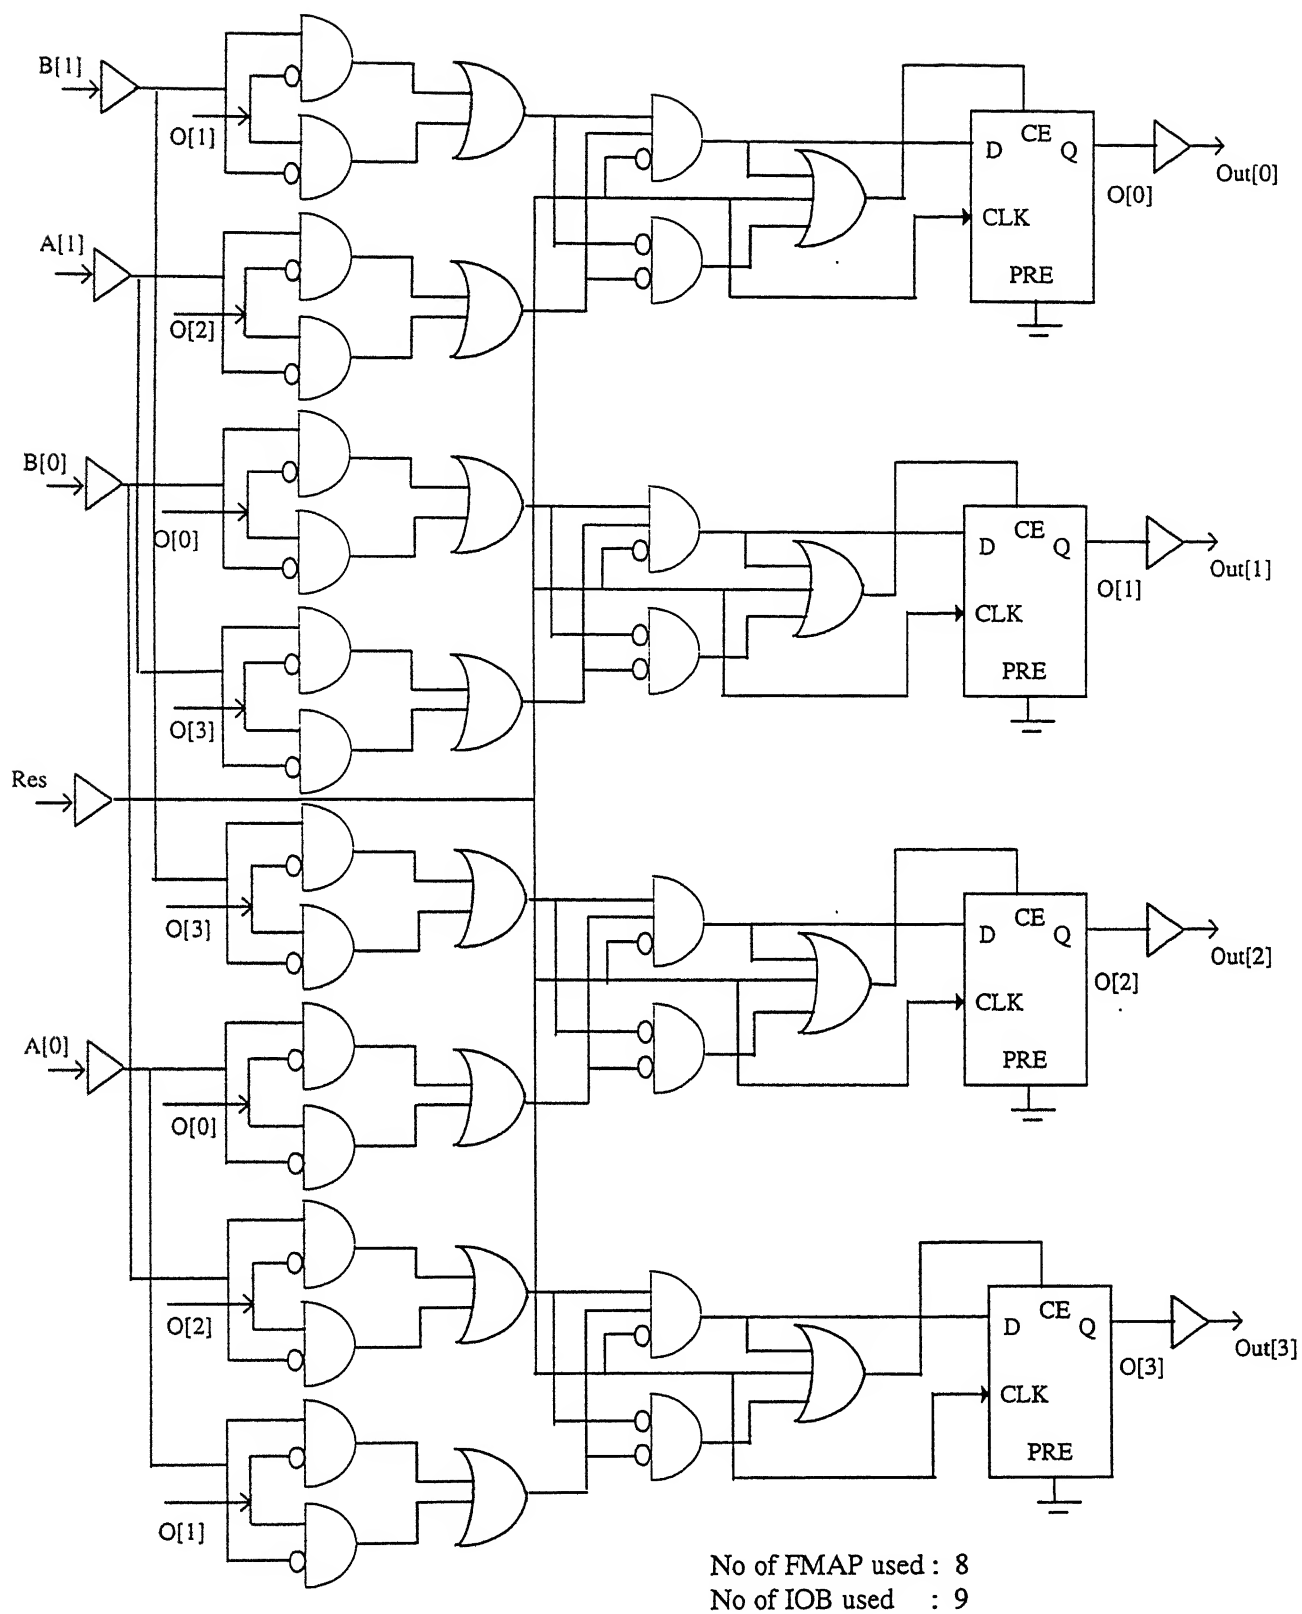 B[1]
O[1]
D
CE
Q
CLK
PRE
O[0]
Out[0]
A[1]
O[2]
B[0]
O[0]
D
CE
Q
CLK
PRE
O[1]
Out[1]
O[3]
Res
O[3]
D
CE
Q
CLK
PRE
O[2]
Out[2]
A[0]
O[0]
O[2]
D
CE
Q
CLK
PRE
O[3]
Out[3]
O[1]
No of FMAP used : 8
No of IOB used : 9